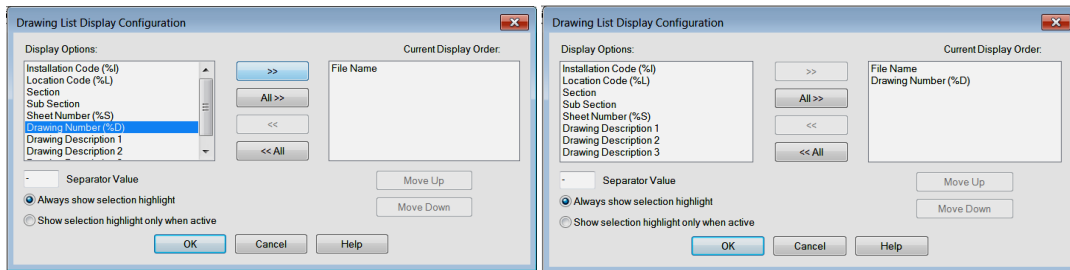 Drawing List Display Configuration
Display Options:
Current Display Order:
Installation Code (%I)
Location Code (%L)
Section
Sub Section
Sheet Number (%S)
Drawing Number (%D)
Drawing Description 1
Drawing Description 2
>>
All >>
<<
<< All
File Name
- Separator Value
Always show selection highlight
Show selection highlight only when active
Move Up
Move Down
OK Cancel Help
Drawing List Display Configuration
Display Options:
Current Display Order:
Installation Code (%I)
Location Code (%L)
Section
Sub Section
Sheet Number (%S)
Drawing Description 1
Drawing Description 2
Drawing Description 3
>>
All >>
<<
<< All
File Name
Drawing Number (%D)
- Separator Value
Always show selection highlight
Show selection highlight only when active
Move Up
Move Down
OK Cancel Help